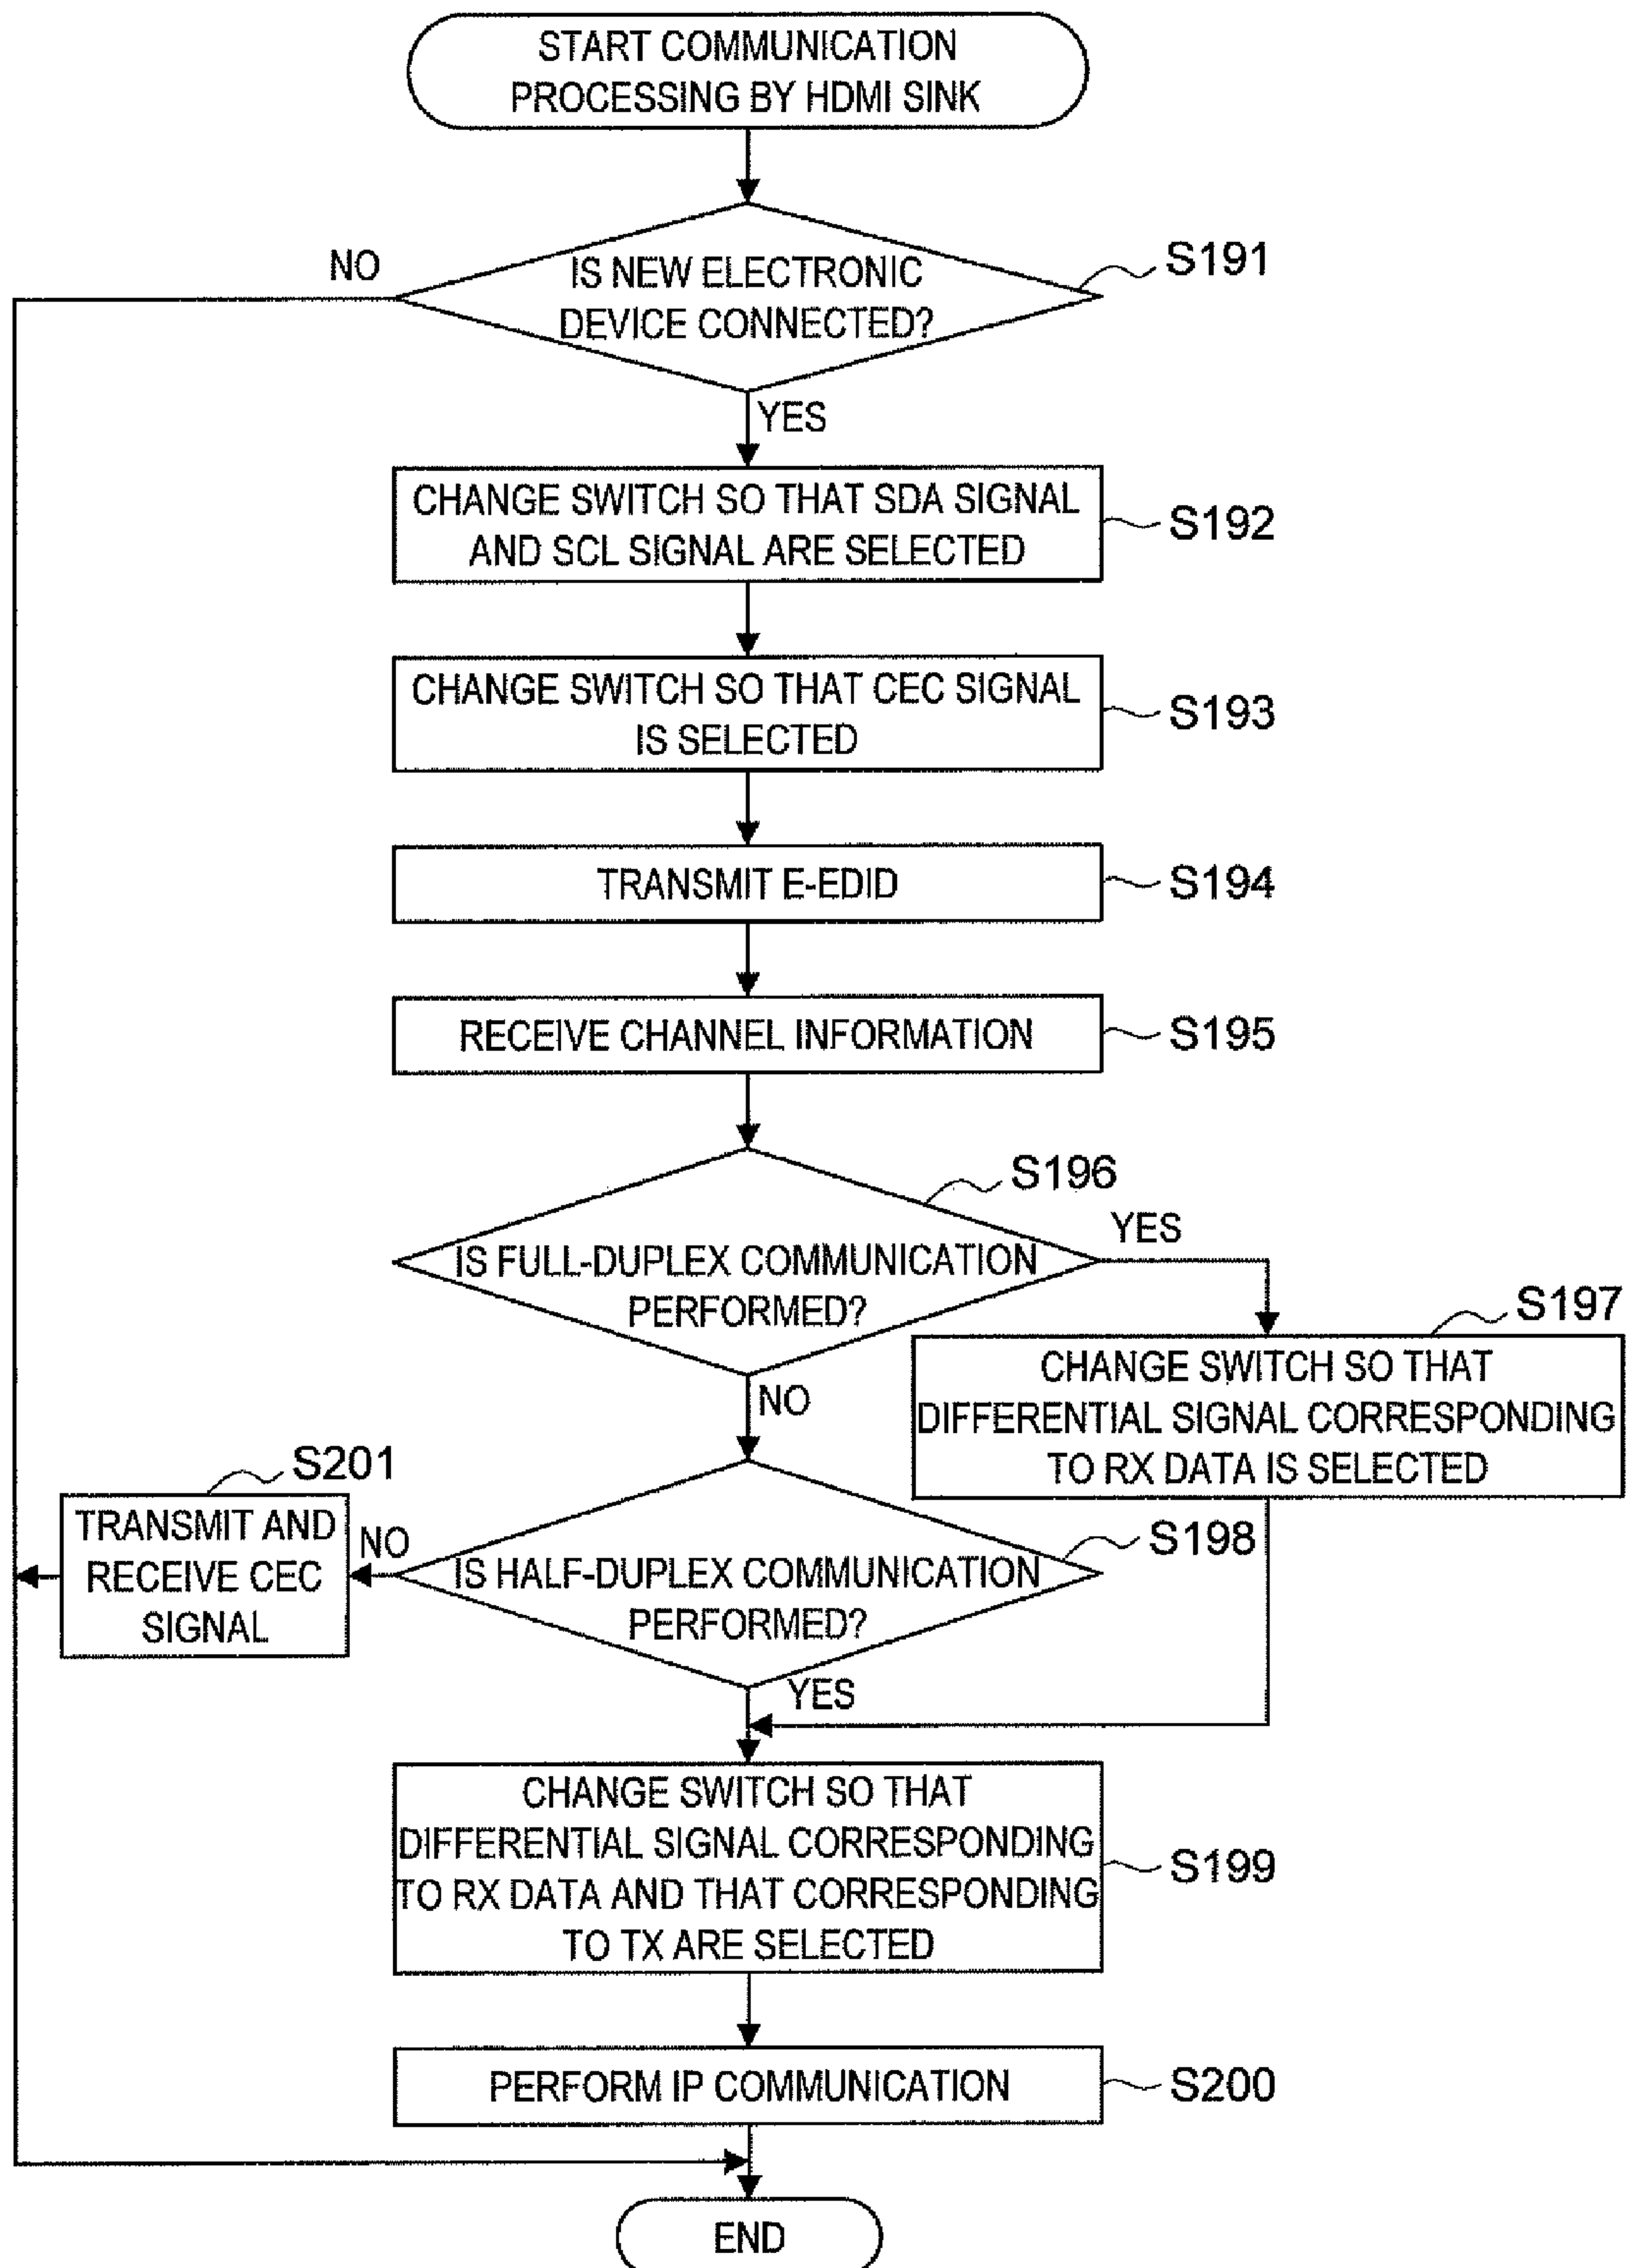 START COMMUNICATION
PROCESSING BY HDMI SINK
NO
IS NEW ELECTRONIC
DEVICE CONNECTED?
S191
YES
CHANGE SWITCH SO THAT SDA SIGNAL
AND SCL SIGNAL ARE SELECTED
S192
CHANGE SWITCH SO THAT CEC SIGNAL
IS SELECTED
S193
TRANSMIT E-EDID
S194
RECEIVE CHANNEL INFORMATION
S195
S196
IS FULL-DUPLEX COMMUNICATION
PERFORMED?
YES
NO
S197
CHANGE SWITCH SO THAT
DIFFERENTIAL SIGNAL CORRESPONDING
TO RX DATA IS SELECTED
S201
TRANSMIT AND
RECEIVE CEC
SIGNAL
NO
IS HALF-DUPLEX COMMUNICATION
PERFORMED?
S198
YES
CHANGE SWITCH SO THAT
DIFFERENTIAL SIGNAL CORRESPONDING
TO RX DATA AND THAT CORRESPONDING
TO TX ARE SELECTED
S199
PERFORM IP COMMUNICATION
S200
END